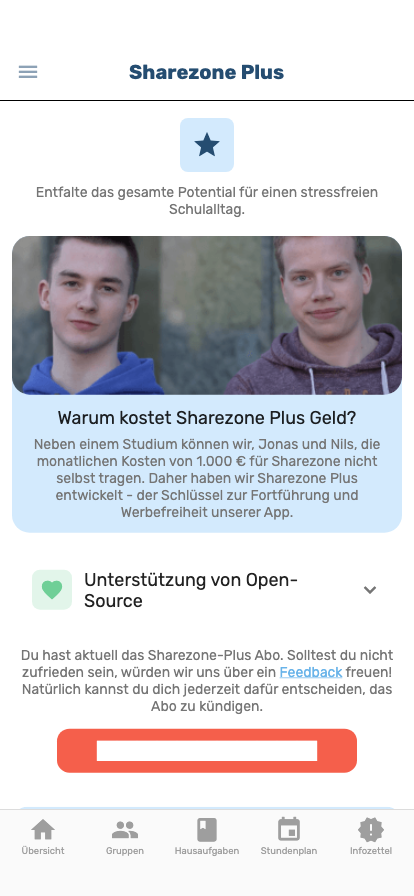 Sharezone Plus
Entfalte das gesamte Potential für einen stressfreien
Schulalltag.
Warum kostet Sharezone Plus Geld?
Neben einem Studium können wir, Jonas und Nils, die
monatlichen Kosten von 1.000 € für Sharezone nicht
selbst tragen. Daher haben wir Sharezone Plus
entwickelt - der Schlüssel zur Fortführung und
Werbefreiheit unserer App.
Unterstützung von Open-
Source
Du hast aktuell das Sharezone-Plus Abo. Solltest du nicht
zufrieden sein, würden wir uns über ein Feedback freuen!
Natürlich kannst du dich jederzeit dafür entscheiden, das
Abo zu kündigen.
Übersicht
Gruppen
Hausaufgaben
Stundenplan
Infozettel